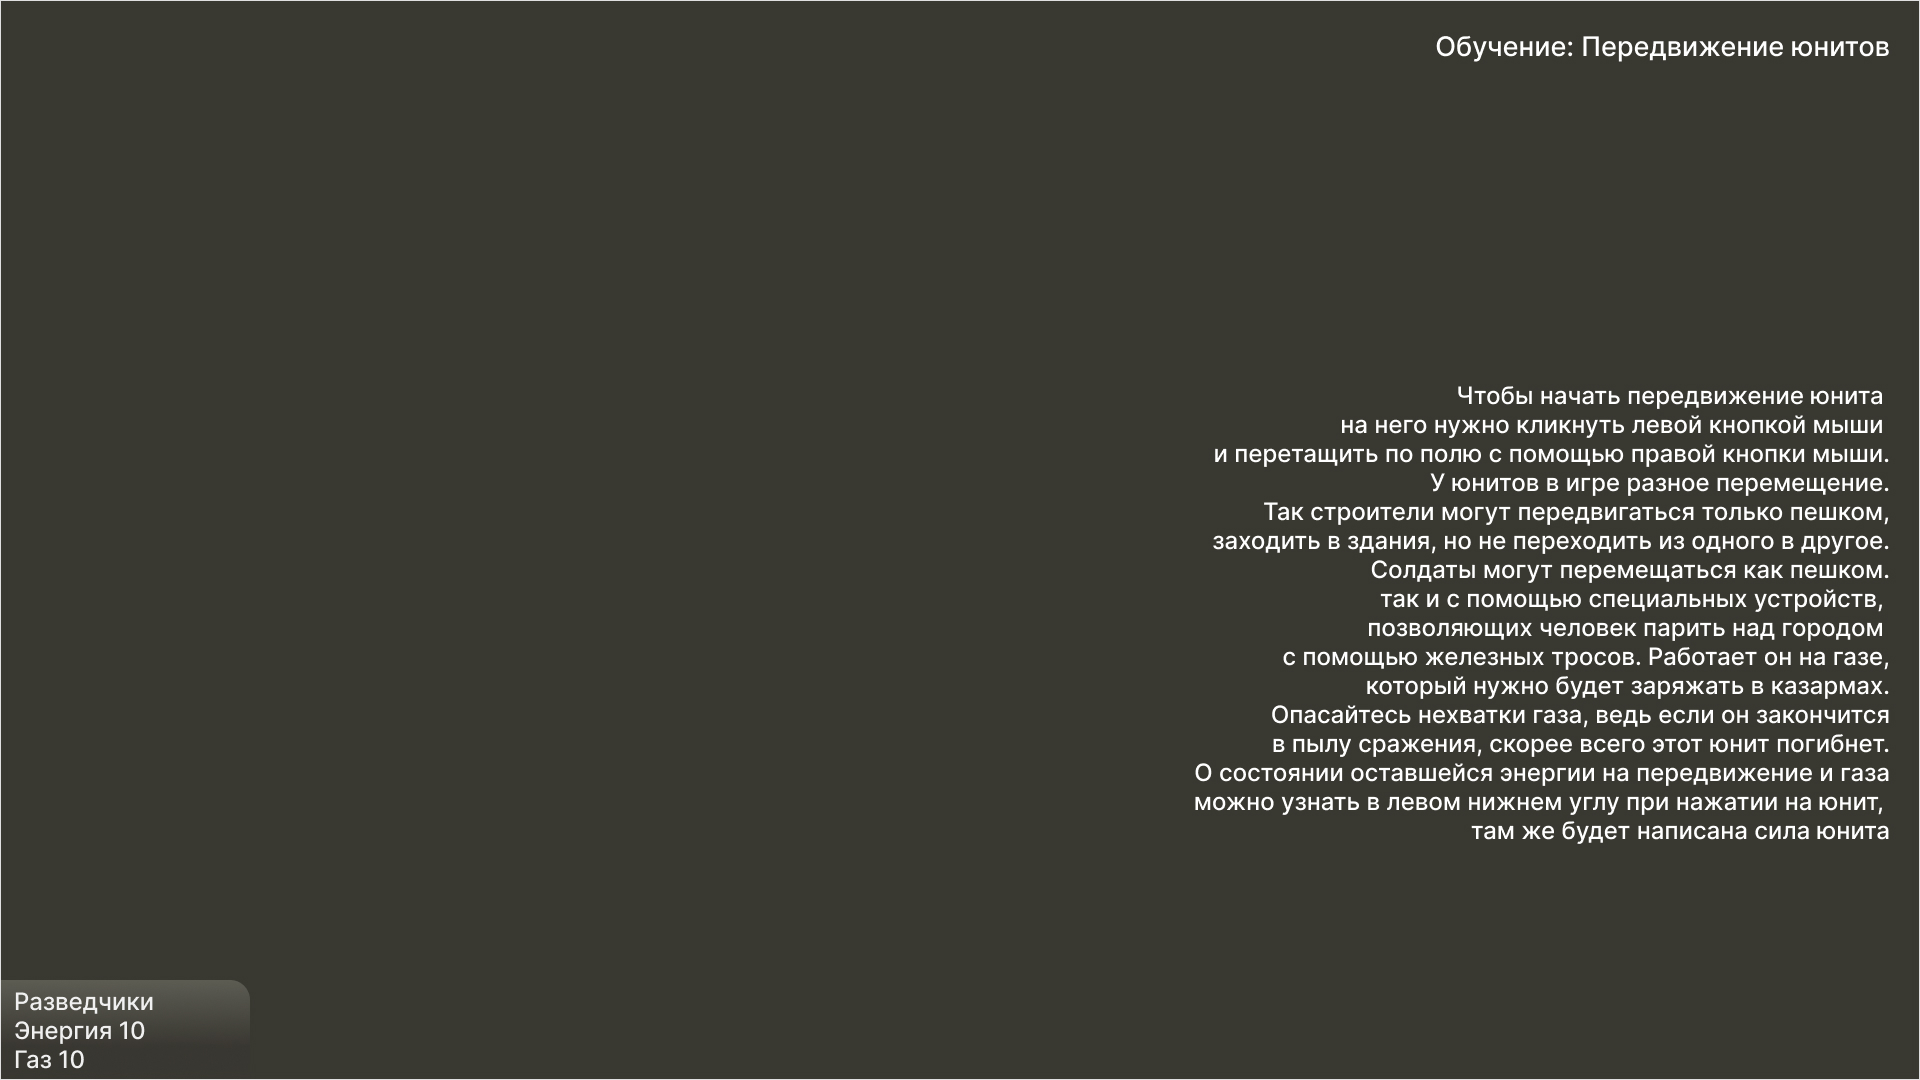 Обучение: Передвижение юнитов
Чтобы начать передвижение юнита
на него нужно кликнуть левой кнопкой мыши
и перетащить по полю с помощью правой кнопки мыши.
У юнитов в игре разное перемещение.
Так строители могут передвигаться только пешком,
заходить в здания, но не переходить из одного в другое.
Солдаты могут перемещаться как пешком.
так и с помощью специальных устройств,
позволяющих человек парить над городом
с помощью железных тросов. Работает он на газе,
который нужно будет заряжать в казармах.
Опасайтесь нехватки газа, ведь если он закончится
в пылу сражения, скорее всего этот юнит погибнет.
О состоянии оставшейся энергии на передвижение и газа
можно узнать в левом нижнем углу при нажатии на юнит,
там же будет написана сила юнита
Разведчики
Энергия 10
Газ 10